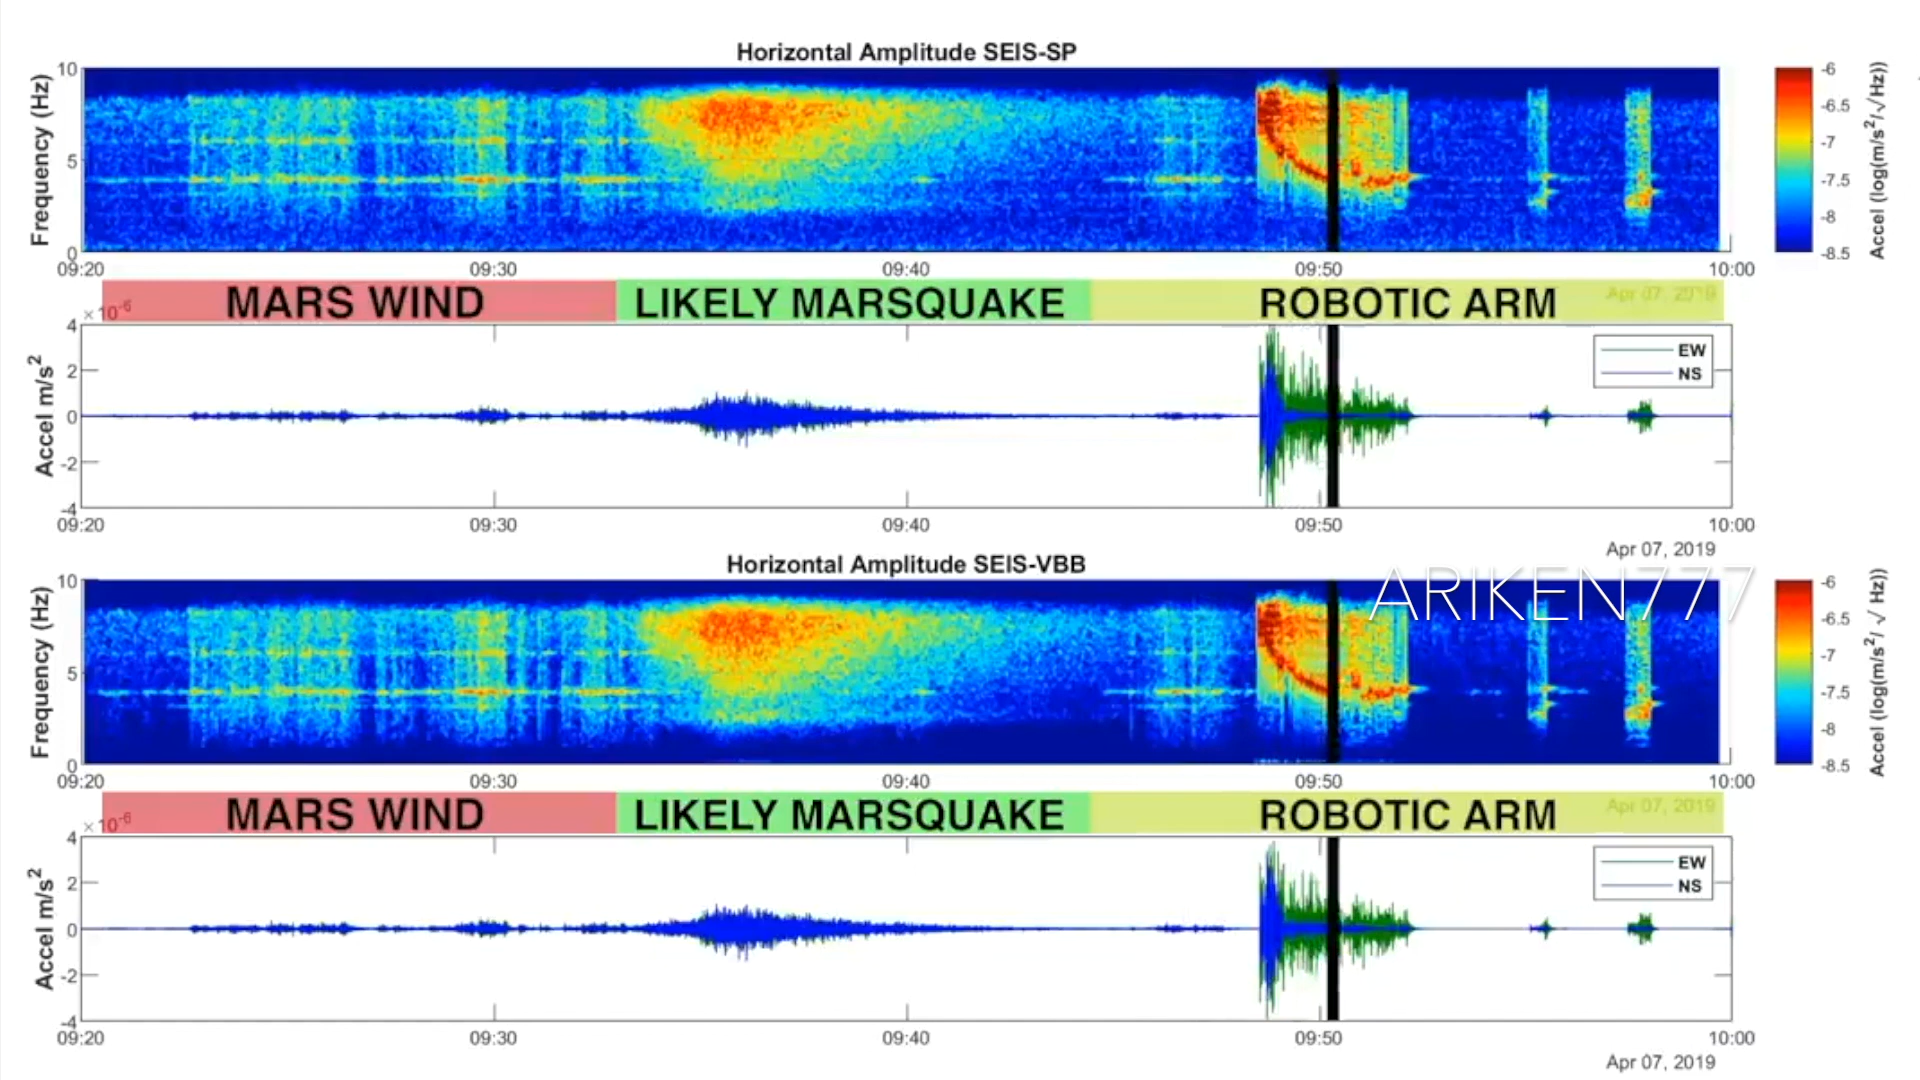 Horizontal Amplitude SEIS-SP
Frequency (Hz)
10
5
0
09:20 09:30 09:40 09:50 10:00
-6
-6.5
-7
-7.5
-8
-8.5
Accel (log(m/s²/√Hz))
MARS WIND LIKELY MARSQUAKE ROBOTIC ARM
Apr 07, 2019
×10⁻⁶
Accel m/s²
4
2
0
-2
-4
EW
NS
09:20 09:30 09:40 09:50 10:00
Apr 07, 2019
Horizontal Amplitude SEIS-VBB
ARIKEN777
Frequency (Hz)
10
5
0
09:20 09:30 09:40 09:50 10:00
-6
-6.5
-7
-7.5
-8
-8.5
Accel (log(m/s²/√ Hz))
MARS WIND LIKELY MARSQUAKE ROBOTIC ARM
Apr 07, 2019
×10⁻⁶
Accel m/s²
4
2
0
-2
-4
EW
NS
09:20 09:30 09:40 09:50 10:00
Apr 07, 2019